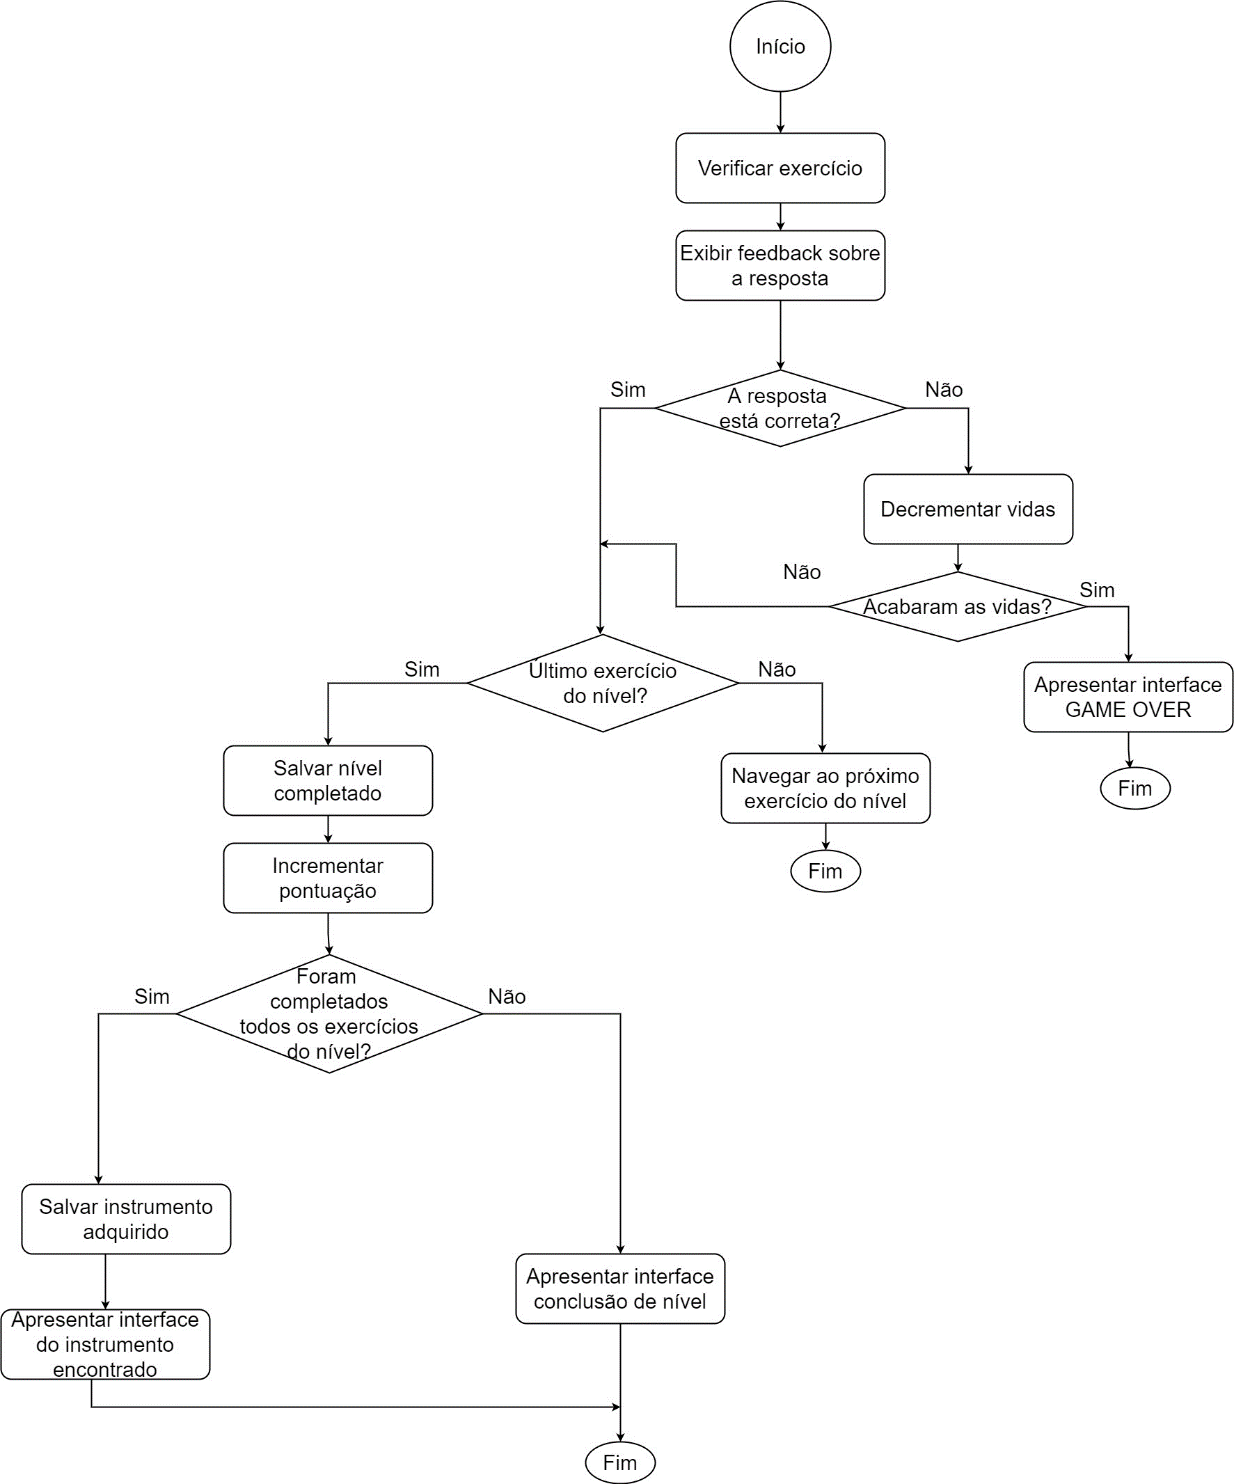 Início
Verificar exercício
Exibir feedback sobre
a resposta
Sim
A resposta
está correta?
Não
Decrementar vidas
Não
Acabaram as vidas?
Sim
Sim
Último exercício
do nível?
Não
Apresentar interface
GAME OVER
Salvar nível
completado
Navegar ao próximo
exercício do nível
Fim
Incrementar
pontuação
Fim
Sim
Foram
completados
todos os exercícios
do nível?
Não
Salvar instrumento
adquirido
Apresentar interface
conclusão de nível
Apresentar interface
do instrumento
encontrado
Fim